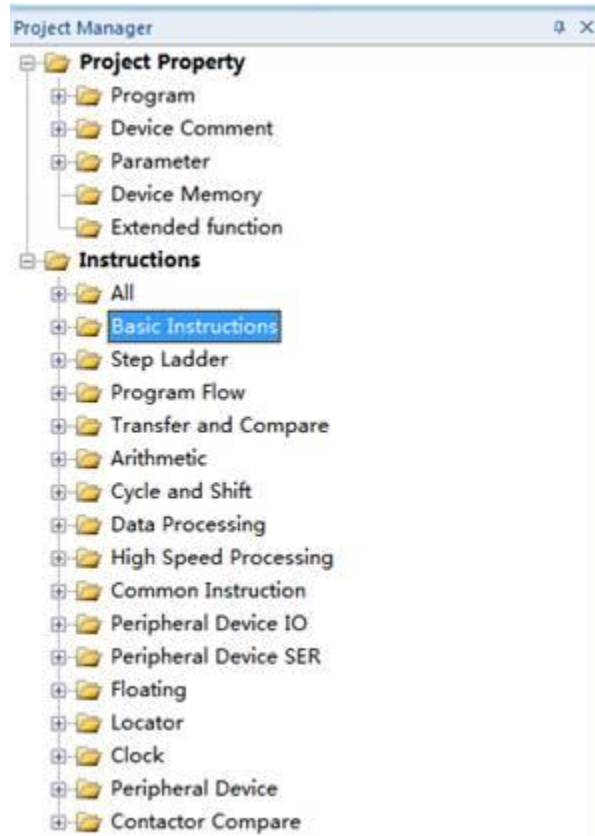 Project Manager
Project Property
Program
Device Comment
Parameter
Device Memory
Extended function
Instructions
All
Basic Instructions
Step Ladder
Program Flow
Transfer and Compare
Arithmetic
Cycle and Shift
Data Processing
High Speed Processing
Common Instruction
Peripheral Device IO
Peripheral Device SER
Floating
Locator
Clock
Peripheral Device
Contactor Compare